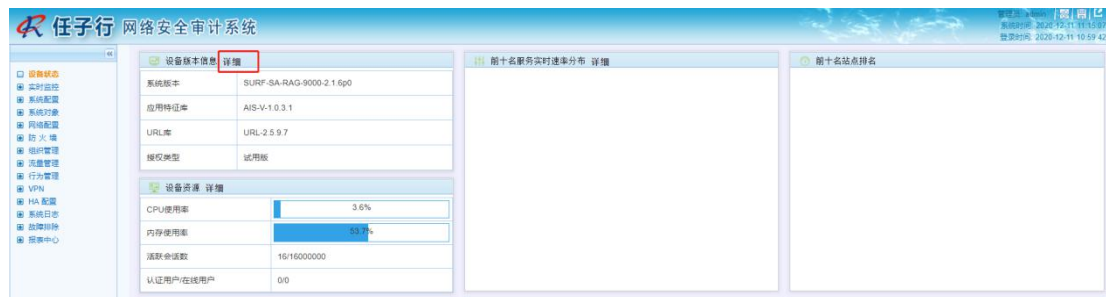 任子行 网络安全审计系统
管理员: admin
系统时间: 2020-12-11 11:15:07
登录时间: 2020-12-11 10:59:42
设备状态
实时监控
系统配置
系统对象
网络配置
防火墙
组织管理
流量管理
行为管理
VPN
HA 配置
系统日志
故障排除
报表中心
设备版本信息 详细
系统版本 SURF-SA-RAG-9000-2.1.6p0
应用特征库 AIS-V-1.0.3.1
URL库 URL-2.5.9.7
授权类型 试用版
设备资源 详细
CPU使用率 3.6%
内存使用率 53.7%
活跃会话数 16/16000000
认证用户/在线用户 0/0
前十名服务实时速率分布 详细
前十名站点排名